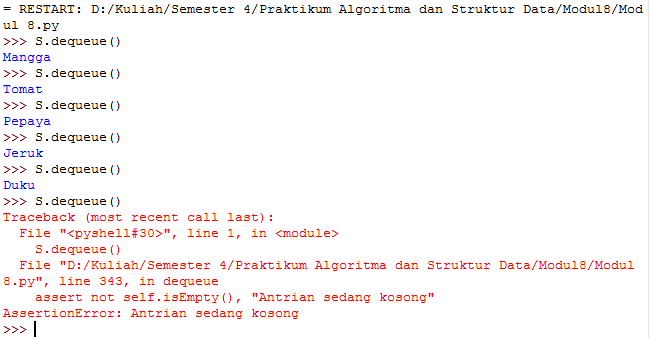 = RESTART: D:/Kuliah/Semester 4/Praktikum Algoritma dan Struktur Data/Modul8/Mod
ul 8.py
>>> S.dequeue()
Mangga
>>> S.dequeue()
Tomat
>>> S.dequeue()
Pepaya
>>> S.dequeue()
Jeruk
>>> S.dequeue()
Duku
>>> S.dequeue()
Traceback (most recent call last):
  File "<pyshell#30>", line 1, in <module>
    S.dequeue()
  File "D:/Kuliah/Semester 4/Praktikum Algoritma dan Struktur Data/Modul8/Modul
8.py", line 343, in dequeue
    assert not self.isEmpty(), "Antrian sedang kosong"
AssertionError: Antrian sedang kosong
>>>